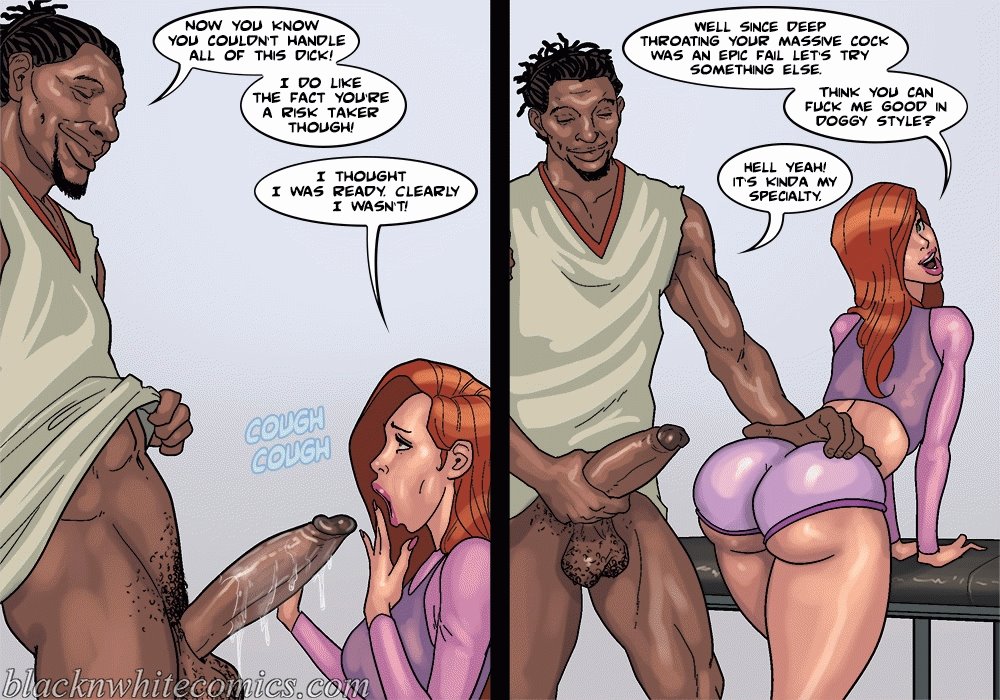 NOW YOU KNOW
YOU COULDN'T HANDLE
ALL OF THIS DICK!
I DO LIKE
THE FACT YOU'RE
A RISK TAKER
THOUGH!
I THOUGHT
I WAS READY. CLEARLY
I WASN'T!
COUGH
COUGH
WELL SINCE DEEP
THROATING YOUR MASSIVE COCK
WAS AN EPIC FAIL LET'S TRY
SOMETHING ELSE.
THINK YOU CAN
FUCK ME GOOD IN
DOGGY STYLE?
HELL YEAH!
IT'S KINDA MY
SPECIALTY.
blacknwhitecomics.com